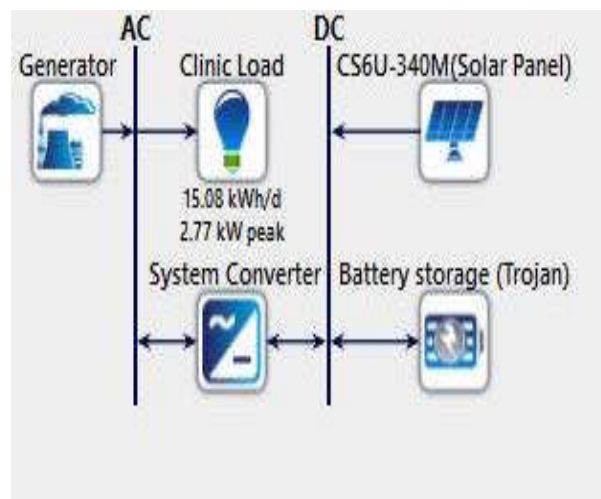 AC DC
Generator Clinic Load CS6U-340M(Solar Panel)
15.08 kWh/d
2.77 kW peak
System Converter Battery storage (Trojan)